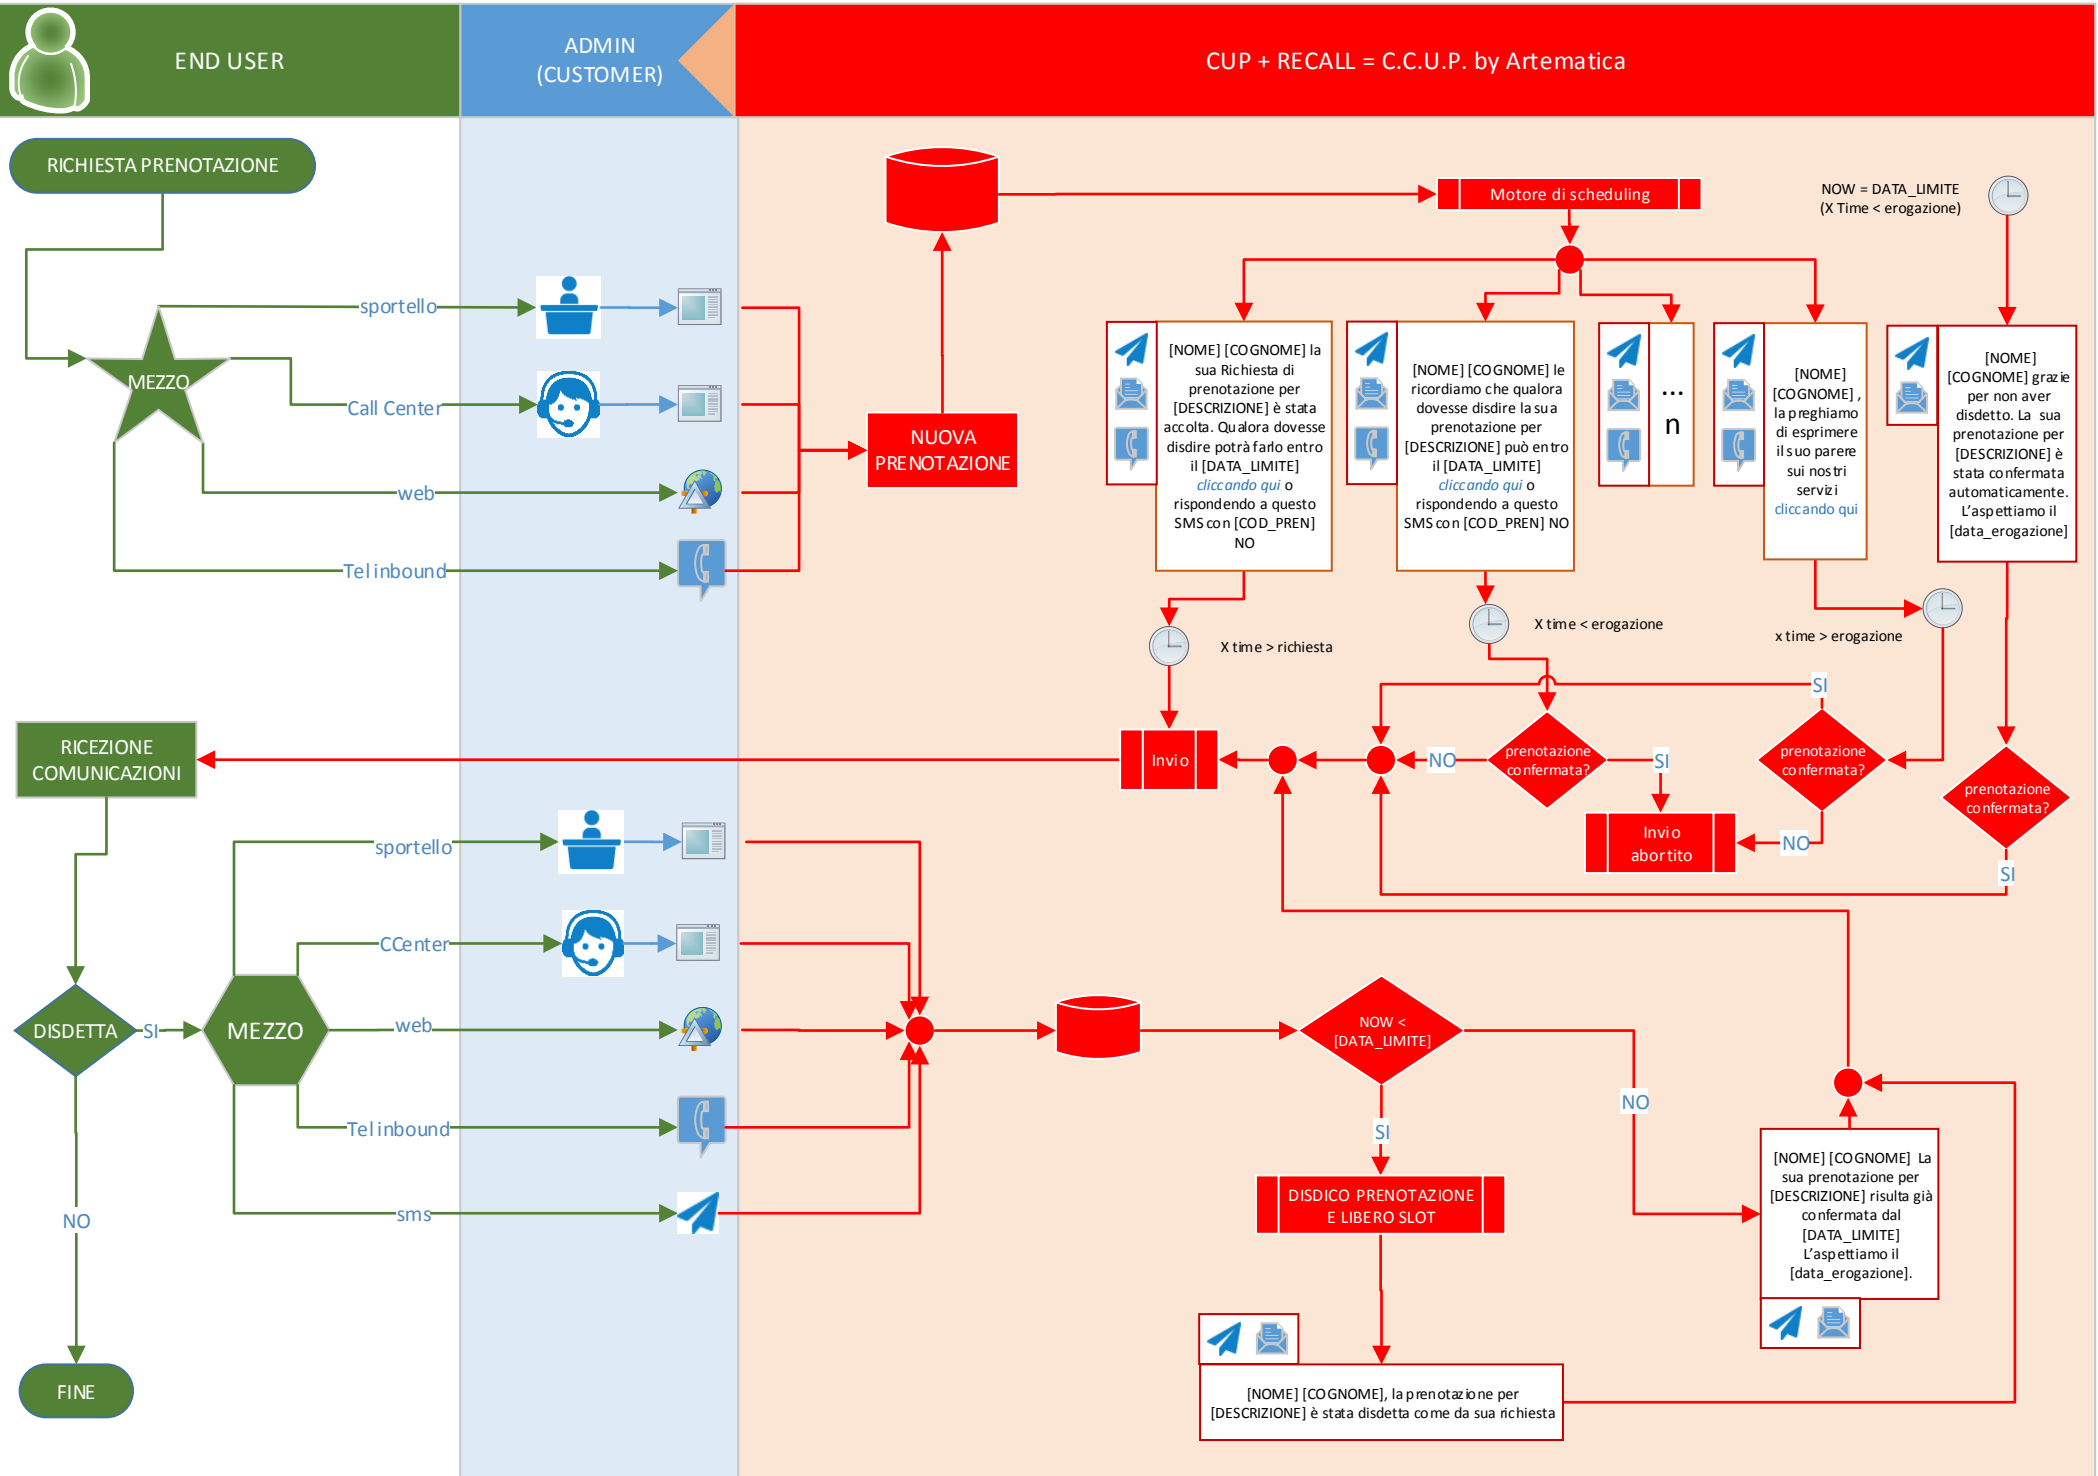 END USER
ADMIN
(CUSTOMER)
CUP + RECALL = C.C.U.P. by Artematica
RICHIESTA PRENOTAZIONE
Motore di scheduling
NOW = DATA_LIMITE
(X Time < erogazione)
MEZZO
sportello
Call Center
web
Tel inbound
NUOVA
PRENOTAZIONE
[NOME] [COGNOME] la
sua Richiesta di
prenotazione per
[DESCRIZIONE] è stata
accolta. Qualora dovesse
disdire potrà farlo entro
il [DATA_LIMITE]
cliccando qui o
rispondendo a questo
SMS con [COD_PREN]
NO
[NOME] [COGNOME] le
ricordiamo che qualora
dovesse disdire la sua
prenotazione per
[DESCRIZIONE] può entro
il [DATA_LIMITE]
cliccando qui o
rispondendo a questo
SMS con [COD_PREN] NO
...
n
[NOME]
[COGNOME] ,
la preghiamo
di esprimere
il suo parere
sui nostri
servizi
cliccando qui
[NOME]
[COGNOME] grazie
per non aver
disdetto. La sua
prenotazione per
[DESCRIZIONE] è
stata confermata
automaticamente.
L’aspettiamo il
[data_erogazione]
X time > richiesta
X time < erogazione
x time > erogazione
SI
RICEZIONE
COMUNICAZIONI
Invio
NO
prenotazione
confermata?
SI
prenotazione
confermata?
prenotazione
confermata?
Invio
abortito
NO
SI
sportello
CCenter
web
Tel inbound
sms
DISDETTA
SI
MEZZO
NO
FINE
NOW <
[DATA_LIMITE]
NO
SI
DISDICO PRENOTAZIONE
E LIBERO SLOT
[NOME] [COGNOME] La
sua prenotazione per
[DESCRIZIONE] risulta già
confermata dal
[DATA_LIMITE]
L’aspettiamo il
[data_erogazione].
[NOME] [COGNOME], la prenotazione per
[DESCRIZIONE] è stata disdetta come da sua richiesta